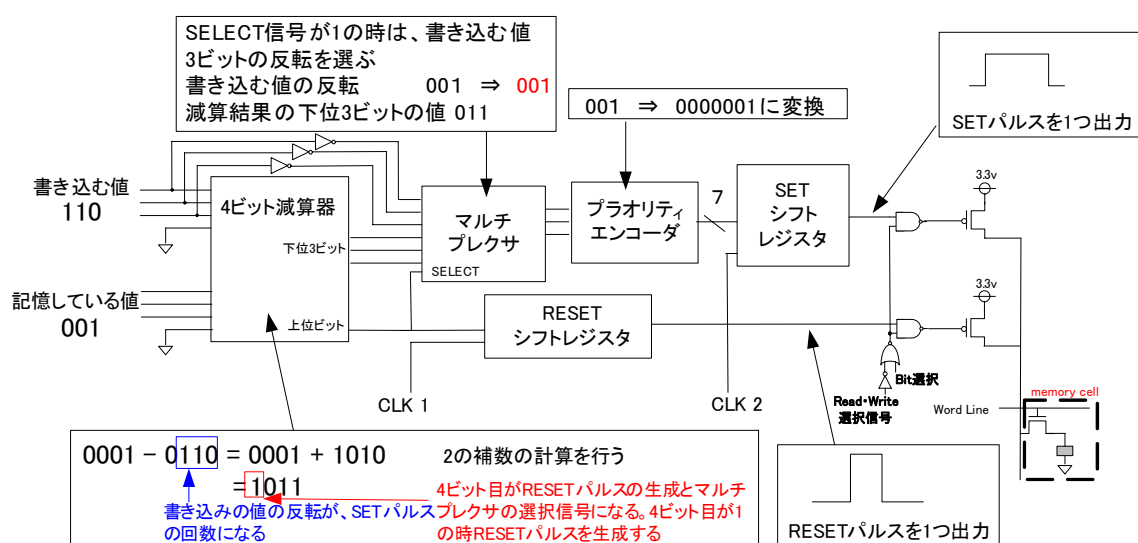 SELECT信号が1の時は、書き込む値
3ビットの反転を選ぶ
書き込む値の反転 001 ⇒ 001
減算結果の下位3ビットの値 011
001 ⇒ 0000001に変換
SETパルスを1つ出力
書き込む値
110
4ビット減算器
下位3ビット
上位ビット
マルチ
プレクサ
SELECT
プラオリティ
エンコーダ
7
SET
シフト
レジスタ
3.3v
記憶している値
001
RESET
シフトレジスタ
3.3v
CLK 1
CLK 2
Bit選択
Read・Write
選択信号
Word Line
memory cell
0001 - 0110 = 0001 + 1010
2の補数の計算を行う
=1011
書き込みの値の反転が、SETパルス
の回数になる
4ビット目がRESETパルスの生成とマルチ
プレクサの選択信号になる。4ビット目が1
の時RESETパルスを生成する
RESETパルスを1つ出力